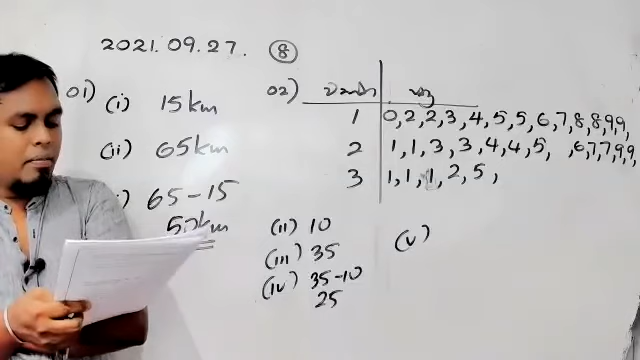 2021.09.27. ⑧
01) (i) 15km
(ii) 65km
65-15
50km
02)
1 | 0,2,2,3,4,5,5,6,7,8,8,9,9,
2 | 1,1,3,3,4,4,5, ,6,7,7,9,9,
3 | 1,1,1,2,5,
(ii) 10
(iii) 35
(iv) 35-10
25
(v)